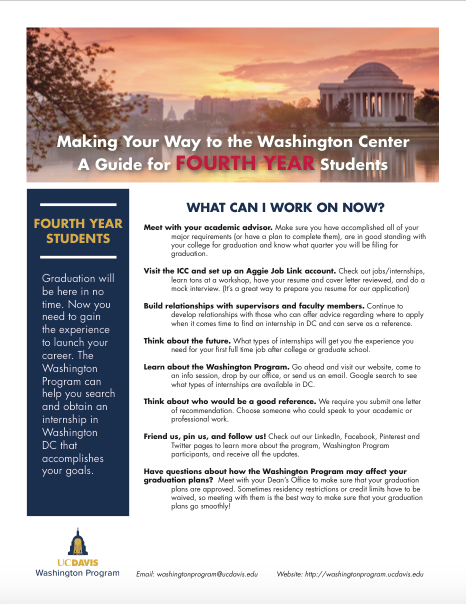 Making Your Way to the Washington Center
A Guide for FOURTH YEAR Students
FOURTH YEAR
STUDENTS
Graduation will
be here in no
time. Now you
need to gain
the experience
to launch your
career. The
Washington
Program can
help you search
and obtain an
internship in
Washington
DC that
accomplishes
your goals.
WHAT CAN I WORK ON NOW?
Meet with your academic advisor. Make sure you have accomplished all of your
major requirements (or have a plan to complete them), are in good standing with
your college for graduation and know what quarter you will be filing for
graduation.
Visit the ICC and set up an Aggie Job Link account. Check out jobs/internships,
learn tons at a workshop, have your resume and cover letter reviewed, and do a
mock interview. (It's a great way to prepare you resume for our application)
Build relationships with supervisors and faculty members. Continue to
develop relationships with those who can offer advice regarding where to apply
when it comes time to find an internship in DC and can serve as a reference.
Think about the future. What types of internships will get you the experience you
need for your first full time job after college or graduate school.
Learn about the Washington Program. Go ahead and visit our website, come to
an info session, drop by our office, or send us an email. Google search to see
what types of internships are available in DC.
Think about who would be a good reference. We require you submit one letter
of recommendation. Choose someone who could speak to your academic or
professional work.
Friend us, pin us, and follow us! Check out our LinkedIn, Facebook, Pinterest and
Twitter pages to learn more about the program, Washington Program
participants, and receive all the updates.
Have questions about how the Washington Program may affect your
graduation plans? Meet with your Dean's Office to make sure that your graduation
plans are approved. Sometimes residency restrictions or credit limits have to be
waived, so meeting with them is the best way to make sure that your graduation
plans go smoothly!
UCDAVIS
Washington Program
Email: washingtonprogram@ucdavis.edu Website: http://washingtonprogram.ucdavis.edu